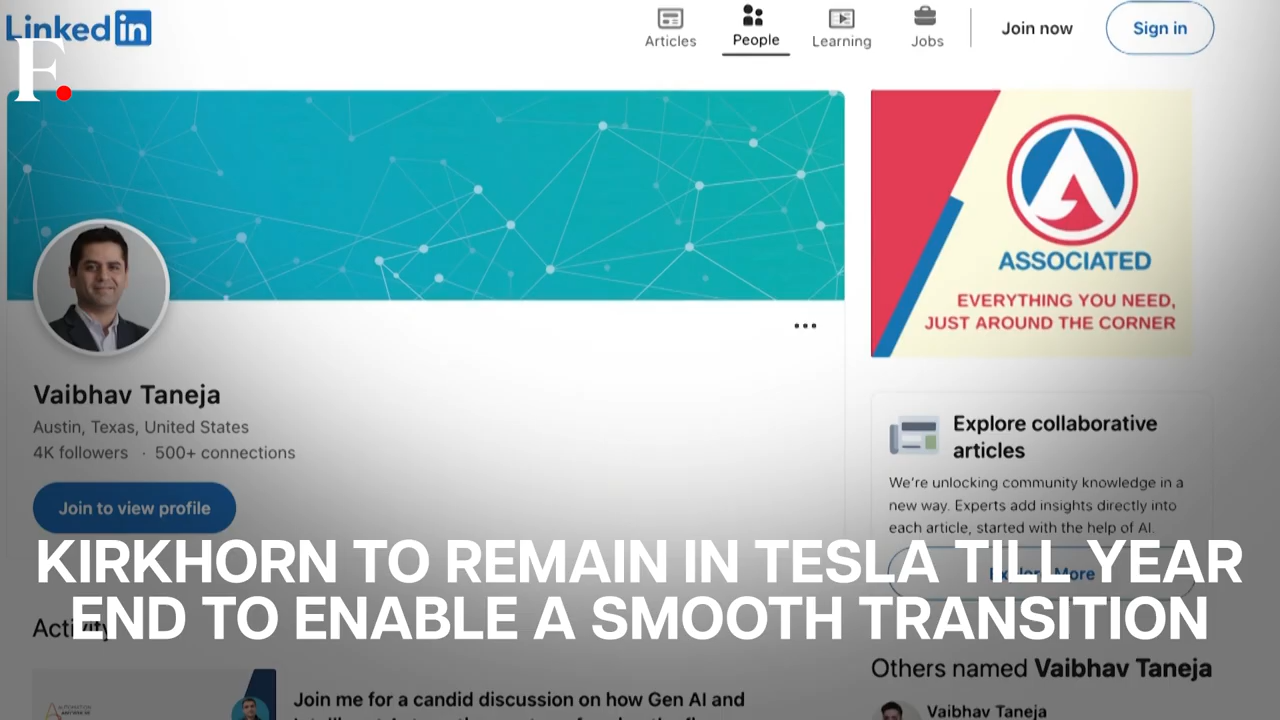 LinkedIn
Articles
People
Learning
Jobs
Join now
Sign in
F.
ASSOCIATED
EVERYTHING YOU NEED,
JUST AROUND THE CORNER
Vaibhav Taneja
Austin, Texas, United States
4K followers · 500+ connections
Join to view profile
Explore collaborative
articles
We're unlocking community knowledge in a
new way. Experts add insights directly into
each article, started with the help of AI.
Explore More
KIRKHORN TO REMAIN IN TESLA TILL YEAR
END TO ENABLE A SMOOTH TRANSITION
Activity
Others named Vaibhav Taneja
Join me for a candid discussion on how Gen AI and
Vaibhav Taneja